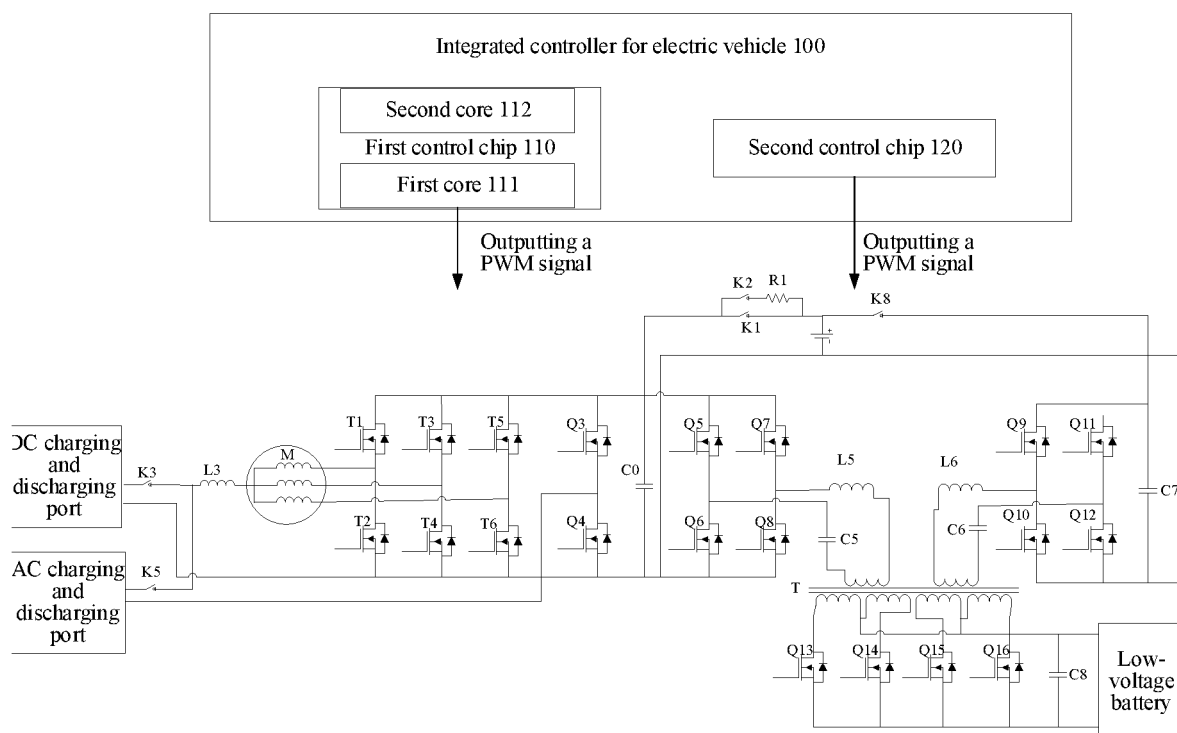 Integrated controller for electric vehicle 100
Second core 112
First control chip 110
First core 111
Second control chip 120
Outputting a
PWM signal
Outputting a
PWM signal
K2
R1
K1
K8
+
-
T1
T3
T5
Q3
Q5
Q7
Q9
Q11
DC charging
and
discharging
port
K3
L3
M
C0
L5
L6
C7
T2
T4
T6
Q4
Q6
Q8
C5
C6
Q10
Q12
AC charging
and
discharging
port
K5
T
Q13
Q14
Q15
Q16
C8
Low-
voltage
battery